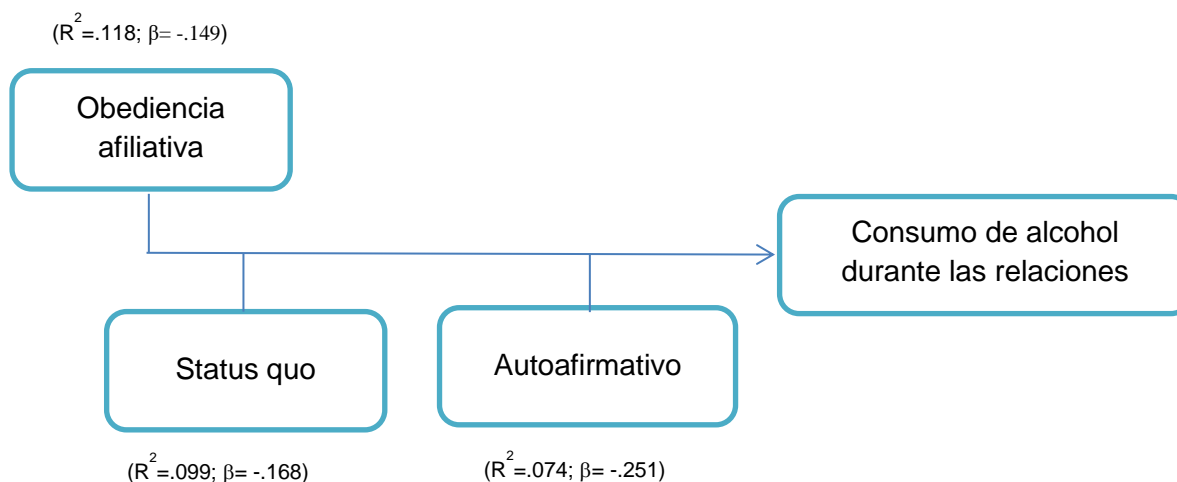 (R²=.118; β= -.149)
Obediencia
afiliativa
Consumo de alcohol
durante las relaciones
Status quo
Autoafirmativo
(R²=.099; β= -.168)
(R²=.074; β= -.251)